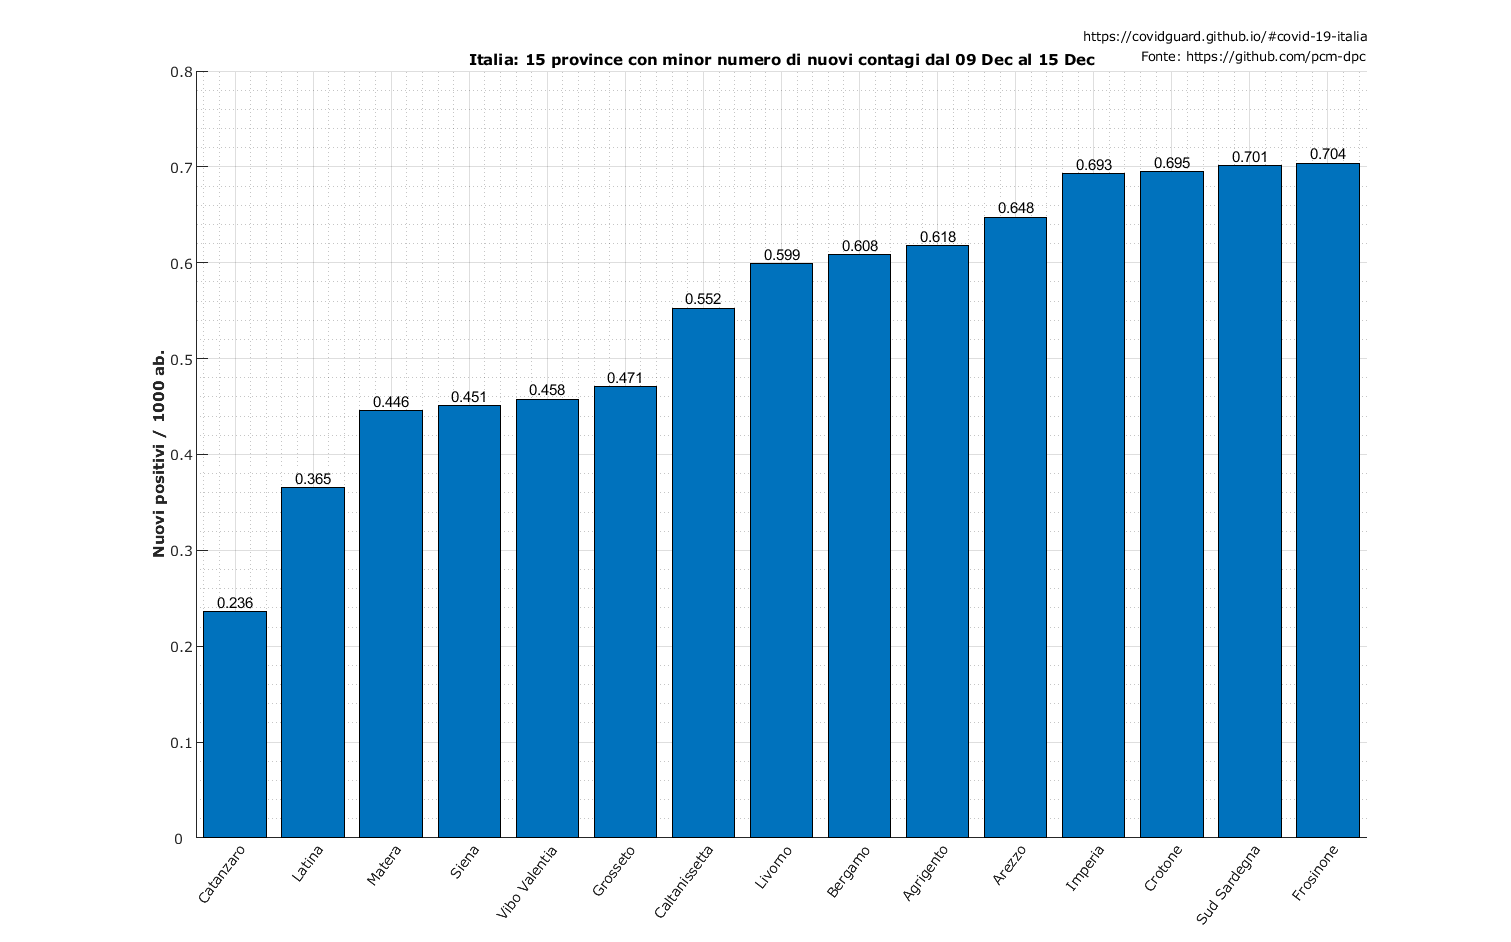 https://covidguard.github.io/#covid-19-italia
Fonte: https://github.com/pcm-dpc
Italia: 15 province con minor numero di nuovi contagi dal 09 Dec al 15 Dec
Nuovi positivi / 1000 ab.
0.8
0.7
0.6
0.5
0.4
0.3
0.2
0.1
0
0.236
0.365
0.446
0.451
0.458
0.471
0.552
0.599
0.608
0.618
0.648
0.693
0.695
0.701
0.704
Catanzaro
Latina
Matera
Siena
Vibo Valentia
Grosseto
Caltanissetta
Livorno
Bergamo
Agrigento
Arezzo
Imperia
Crotone
Sud Sardegna
Frosinone